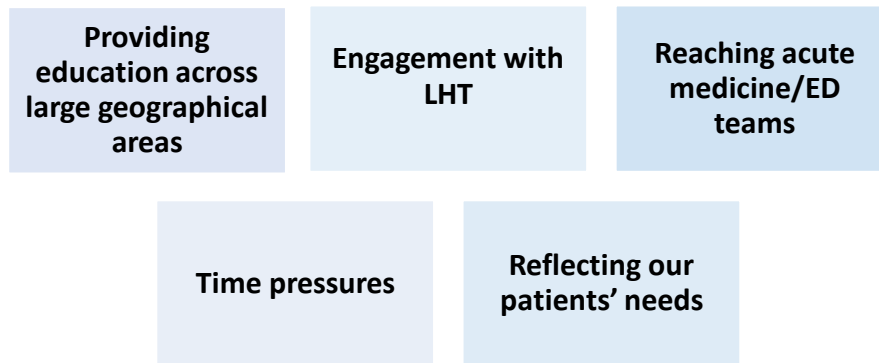 Providing
education across
large geographical
areas
Engagement with
LHT
Reaching acute
medicine/ED
teams
Time pressures
Reflecting our
patients’ needs